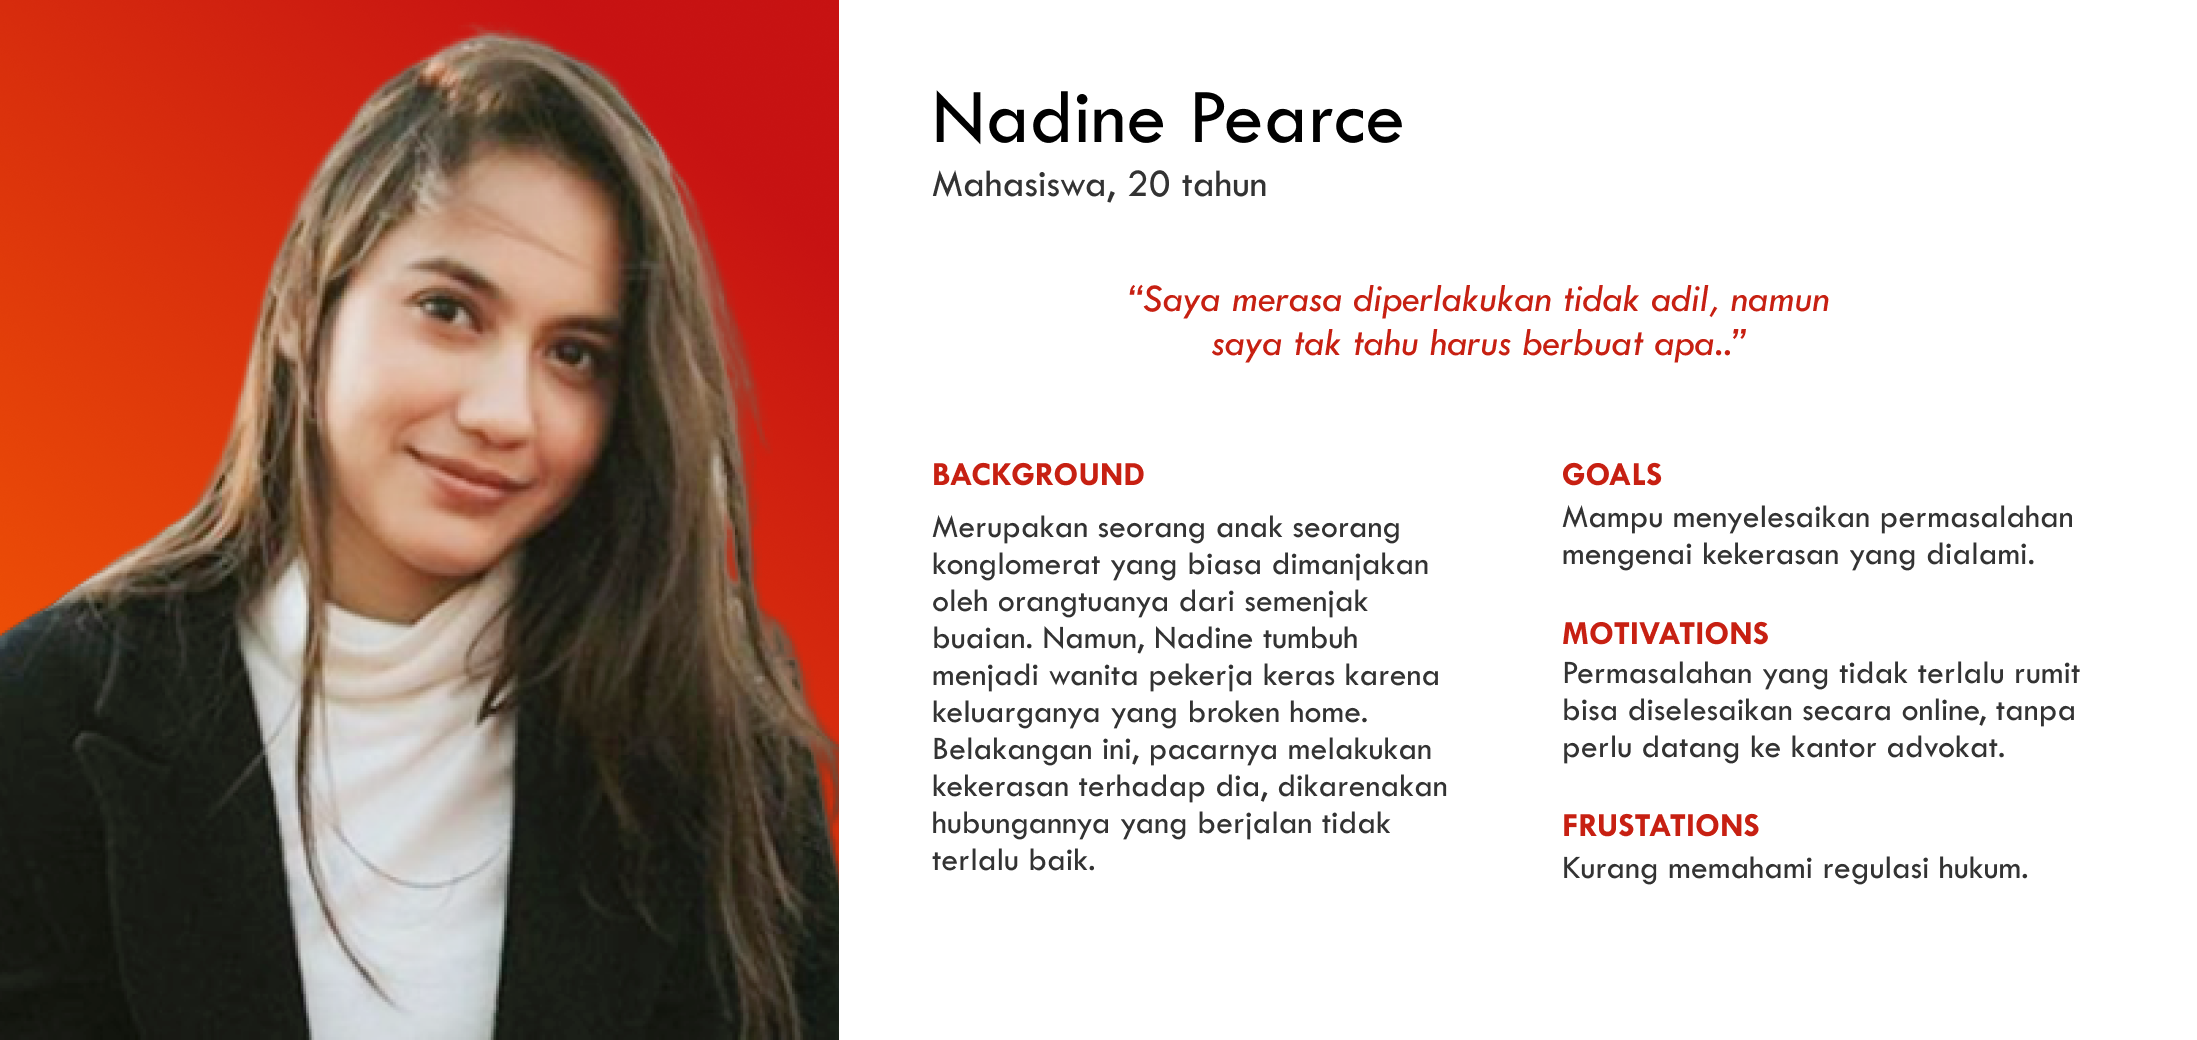 Nadine Pearce
Mahasiswa, 20 tahun
“Saya merasa diperlakukan tidak adil, namun
saya tak tahu harus berbuat apa..”
BACKGROUND
Merupakan seorang anak seorang
konglomerat yang biasa dimanjakan
oleh orangtuanya dari semenjak
buaian. Namun, Nadine tumbuh
menjadi wanita pekerja keras karena
keluarganya yang broken home.
Belakangan ini, pacarnya melakukan
kekerasan terhadap dia, dikarenakan
hubungannya yang berjalan tidak
terlalu baik.
GOALS
Mampu menyelesaikan permasalahan
mengenai kekerasan yang dialami.
MOTIVATIONS
Permasalahan yang tidak terlalu rumit
bisa diselesaikan secara online, tanpa
perlu datang ke kantor advokat.
FRUSTATIONS
Kurang memahami regulasi hukum.